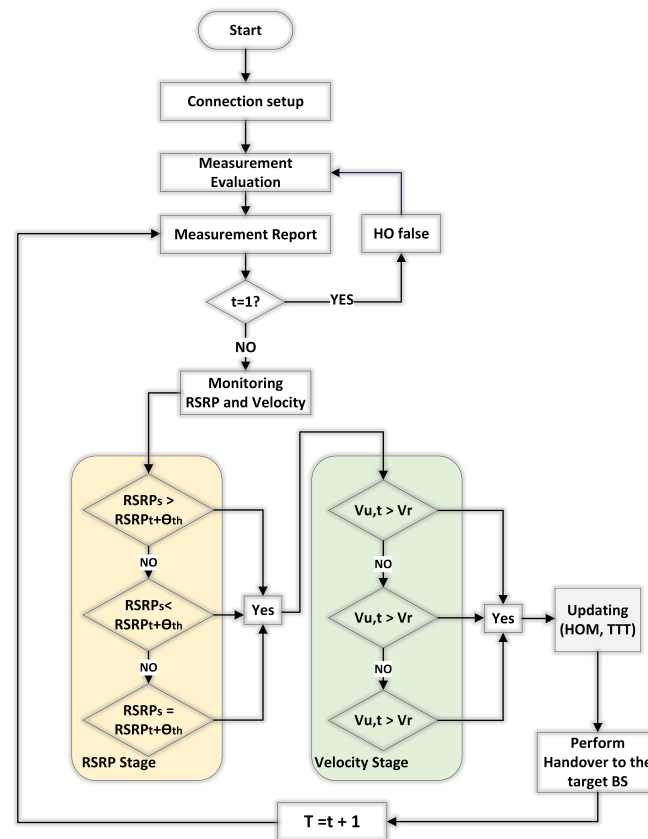 Start
Connection setup
Measurement
Evaluation
Measurement Report
HO false
t=1?
YES
NO
Monitoring
RSRP and Velocity
RSRPs >
RSRPt+Θth
NO
RSRPs<
RSRPt+Θth
NO
RSRPs =
RSRPt+Θth
Yes
RSRP Stage
Vu,t > Vr
NO
Vu,t > Vr
NO
Vu,t > Vr
Yes
Velocity Stage
Updating
(HOM, TTT)
Perform
Handover to the
target BS
T =t + 1